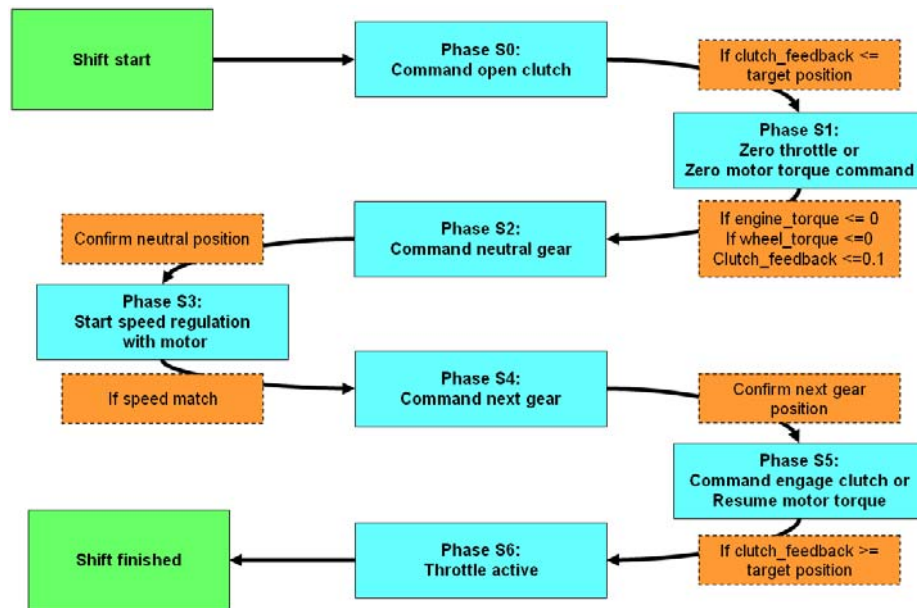 Shift start
Phase S0:
Command open clutch
If clutch_feedback <=
target position
Phase S1:
Zero throttle or
Zero motor torque command
If engine_torque <= 0
If wheel_torque <=0
Clutch_feedback <=0.1
Phase S2:
Command neutral gear
Confirm neutral position
Phase S3:
Start speed regulation
with motor
If speed match
Phase S4:
Command next gear
Confirm next gear
position
Phase S5:
Command engage clutch or
Resume motor torque
If clutch_feedback >=
target position
Phase S6:
Throttle active
Shift finished